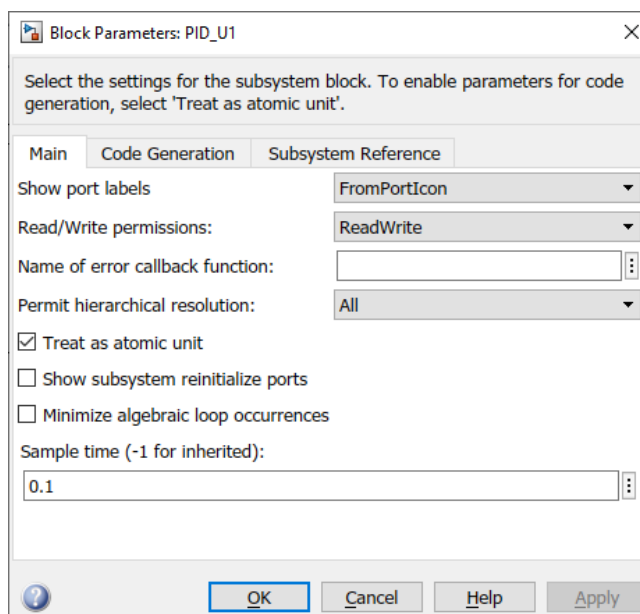 Block Parameters: PID_U1
Select the settings for the subsystem block. To enable parameters for code
generation, select 'Treat as atomic unit'.
Main Code Generation Subsystem Reference
Show port labels FromPortIcon
Read/Write permissions: ReadWrite
Name of error callback function:
Permit hierarchical resolution: All
Treat as atomic unit
Show subsystem reinitialize ports
Minimize algebraic loop occurrences
Sample time (-1 for inherited):
0.1
OK Cancel Help Apply